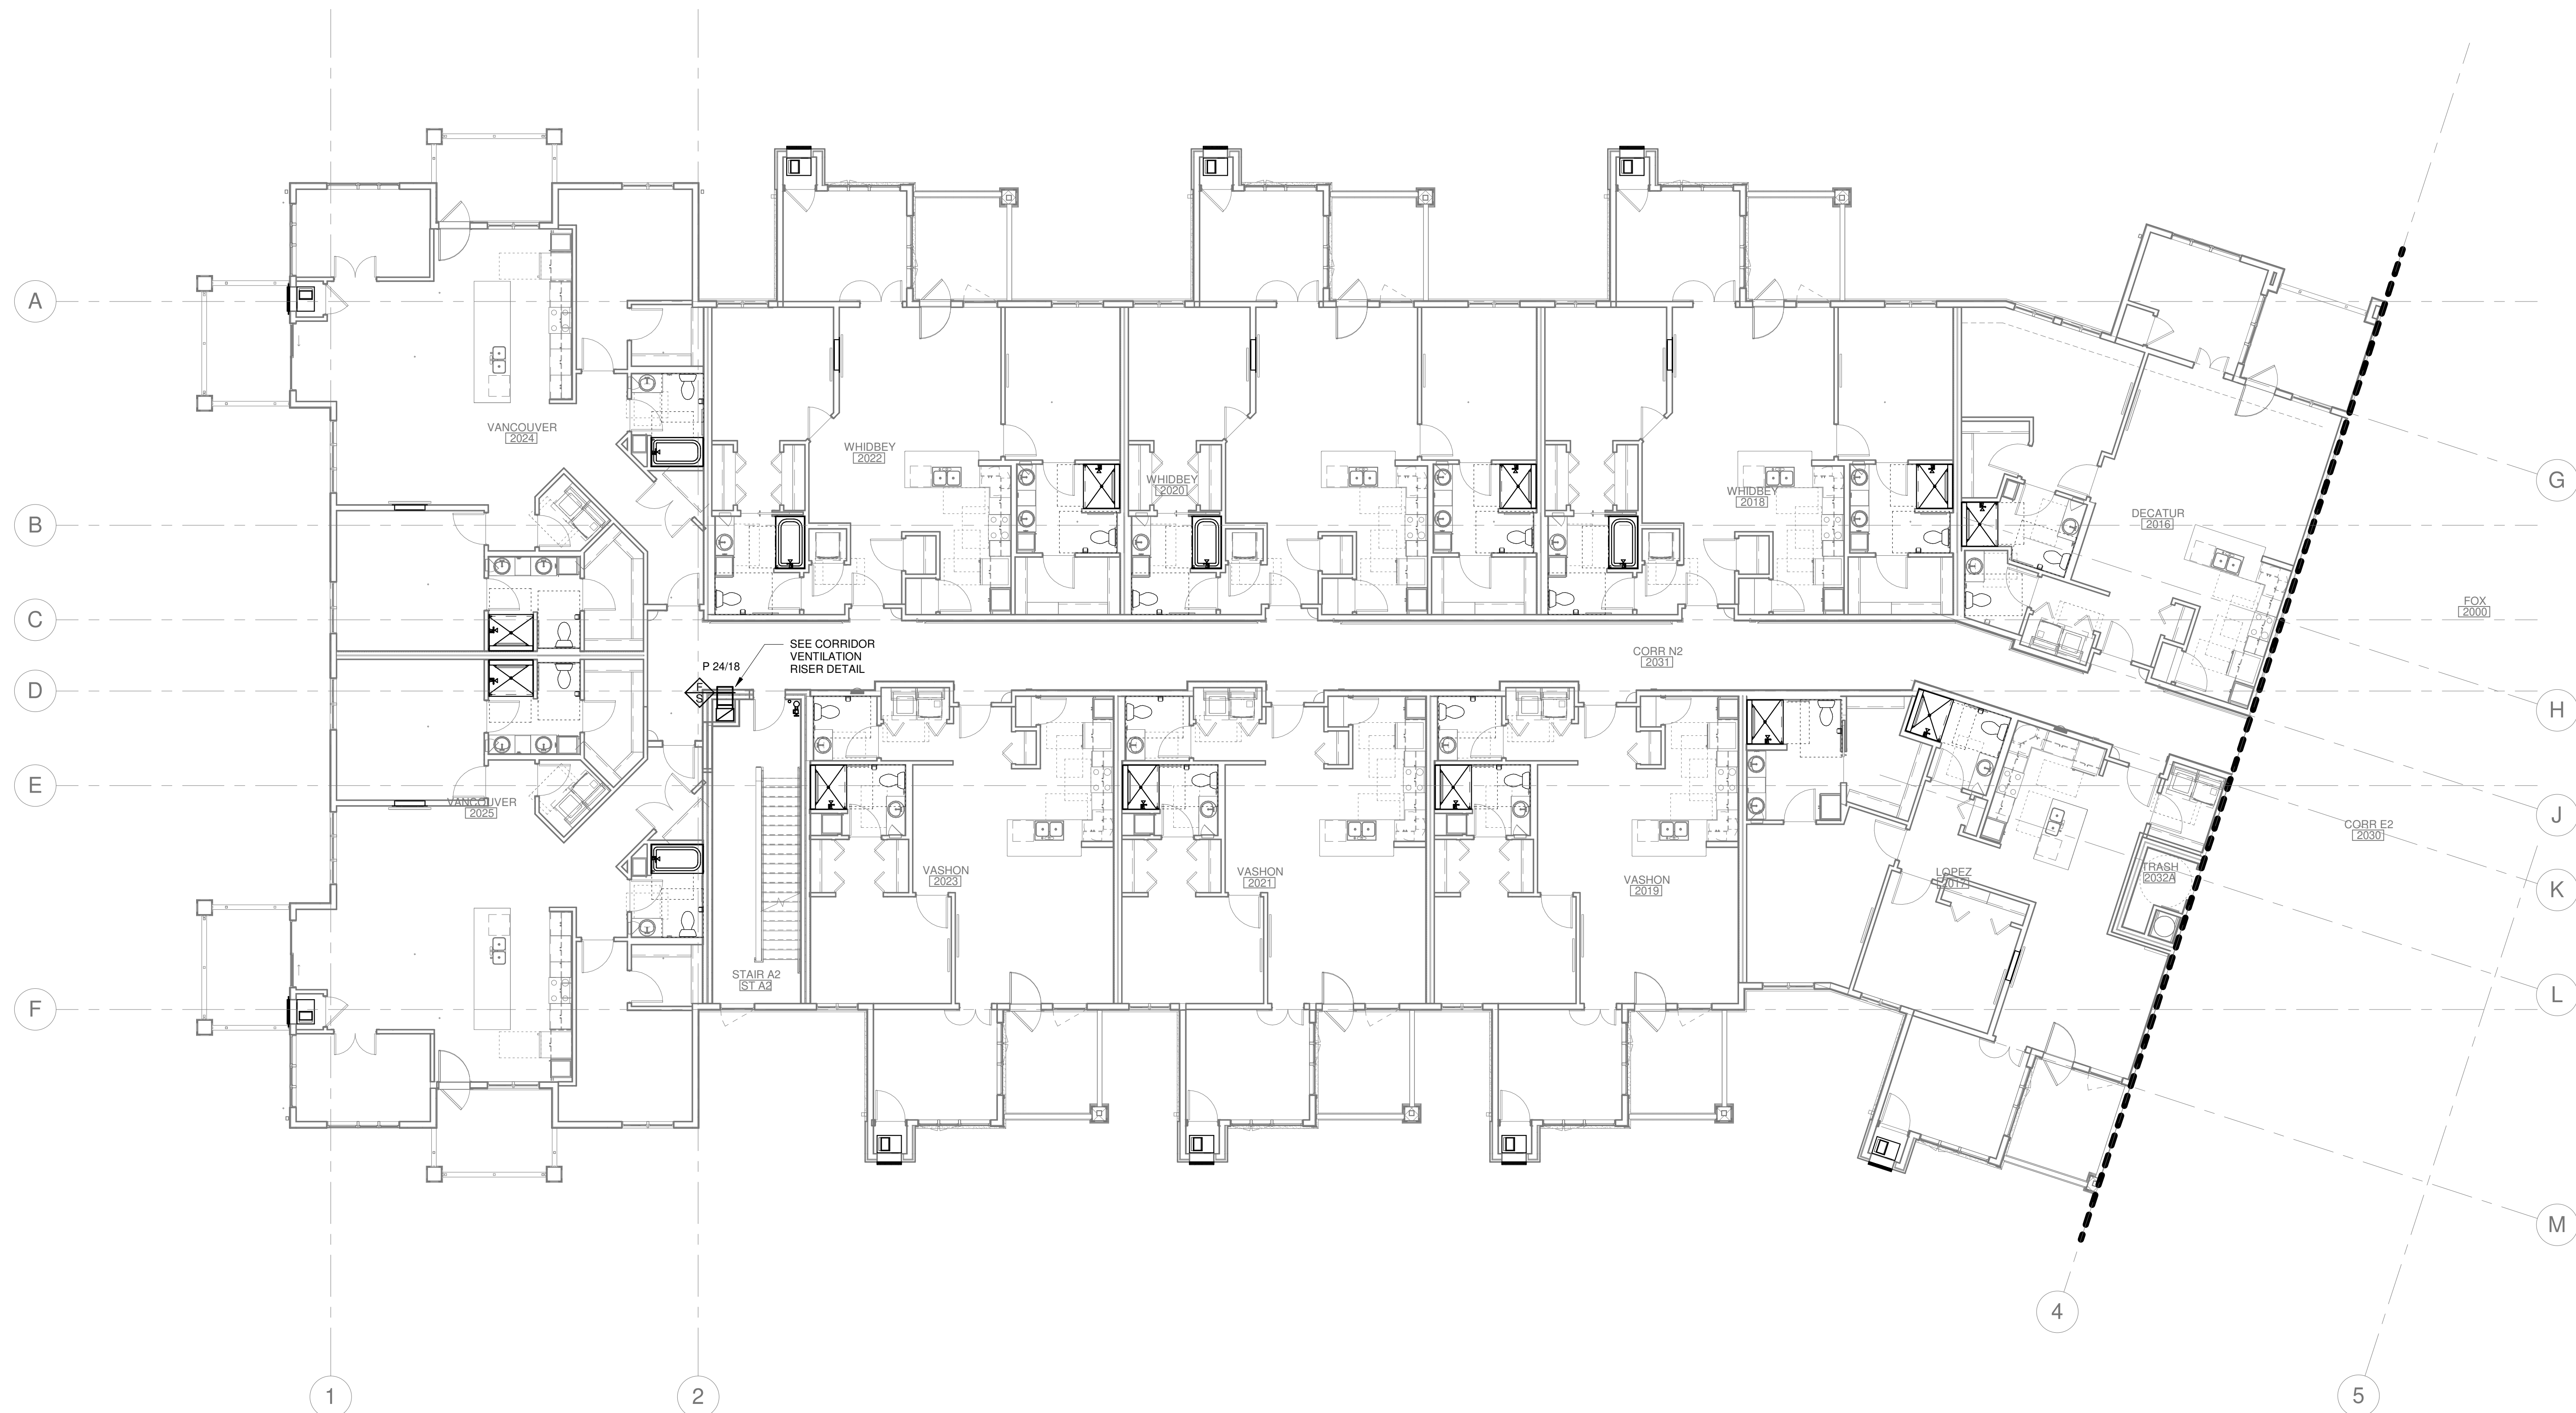 A
VANCOUVER
2024
WHIDBEY
2022
WHIDBEY
2020
WHIDBEY
2018
DECATUR
2016
G
B
C
FOX
2000
SEE CORRIDOR
VENTILATION
RISER DETAIL
P 24/18
CORR N2
2031
D
H
E
VANCOUVER
2025
J
CORR E2
2030
VASHON
2023
VASHON
2021
VASHON
2019
LOPEZ
2017
TRASH
2032A
K
STAIR A2
ST A2
F
L
M
4
1
2
5